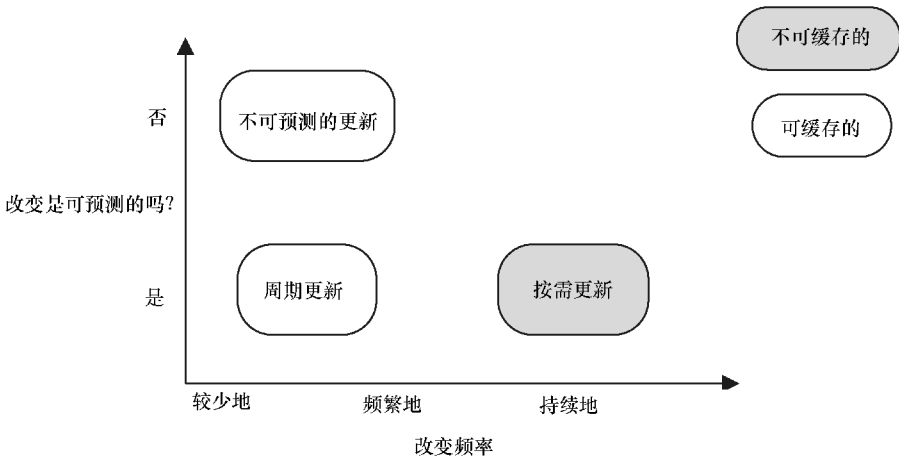 不可缓存的
否
不可预测的更新
可缓存的
改变是可预测的吗?
是
周期更新
按需更新
较少地
频繁地
持续地
改变频率